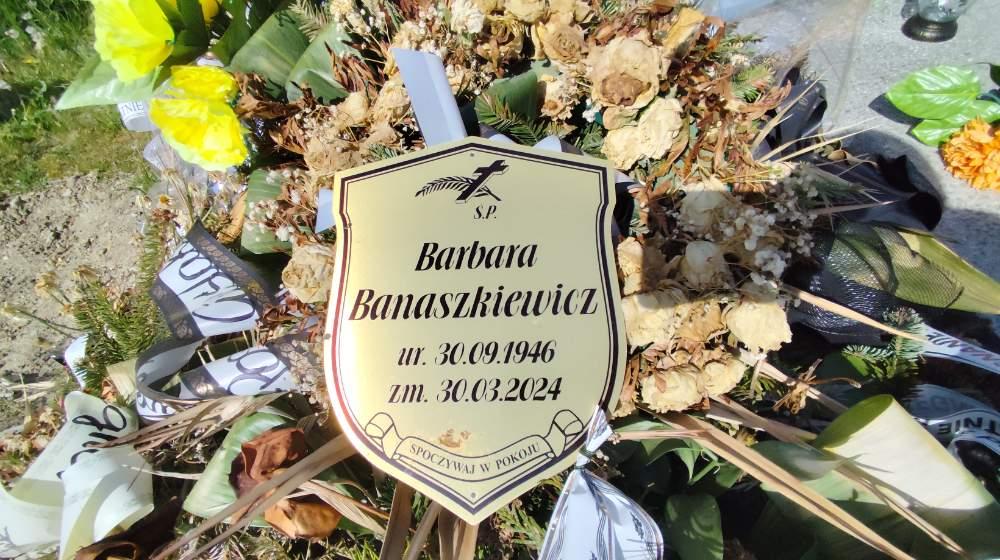 Ś.P.
Barbara
Banaszkiewicz
ur. 30.09.1946
zm. 30.03.2024
SPOCZYWAJ W POKOJU